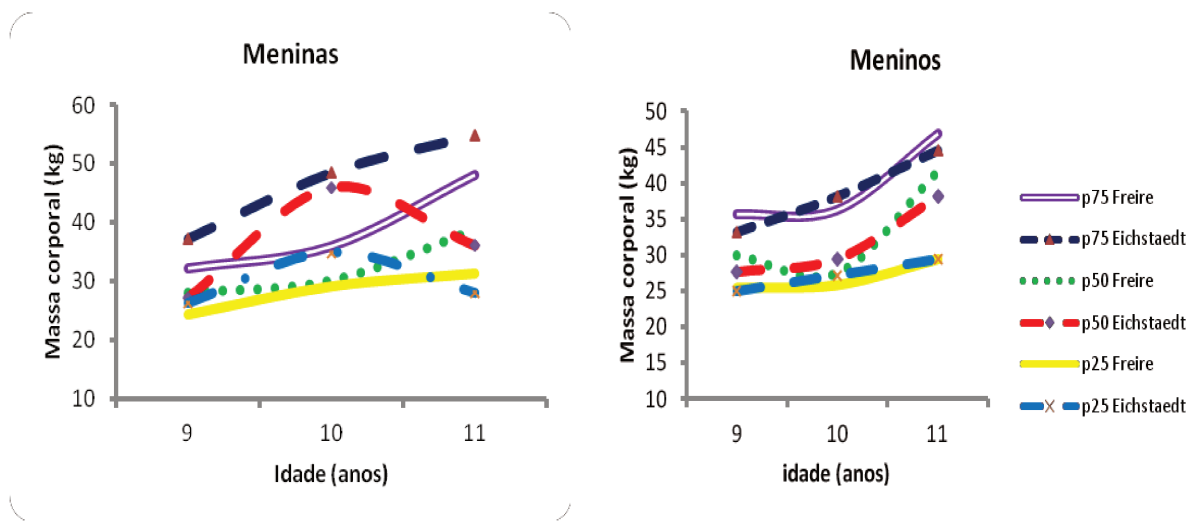 Meninas
Massa corporal (kg)
60
50
40
30
20
10
9 10 11
Idade (anos)
Meninos
Massa corporal (kg)
50
45
40
35
30
25
20
15
10
9 10 11
idade (anos)
p75 Freire
p75 Eichstaedt
p50 Freire
p50 Eichstaedt
p25 Freire
p25 Eichstaedt